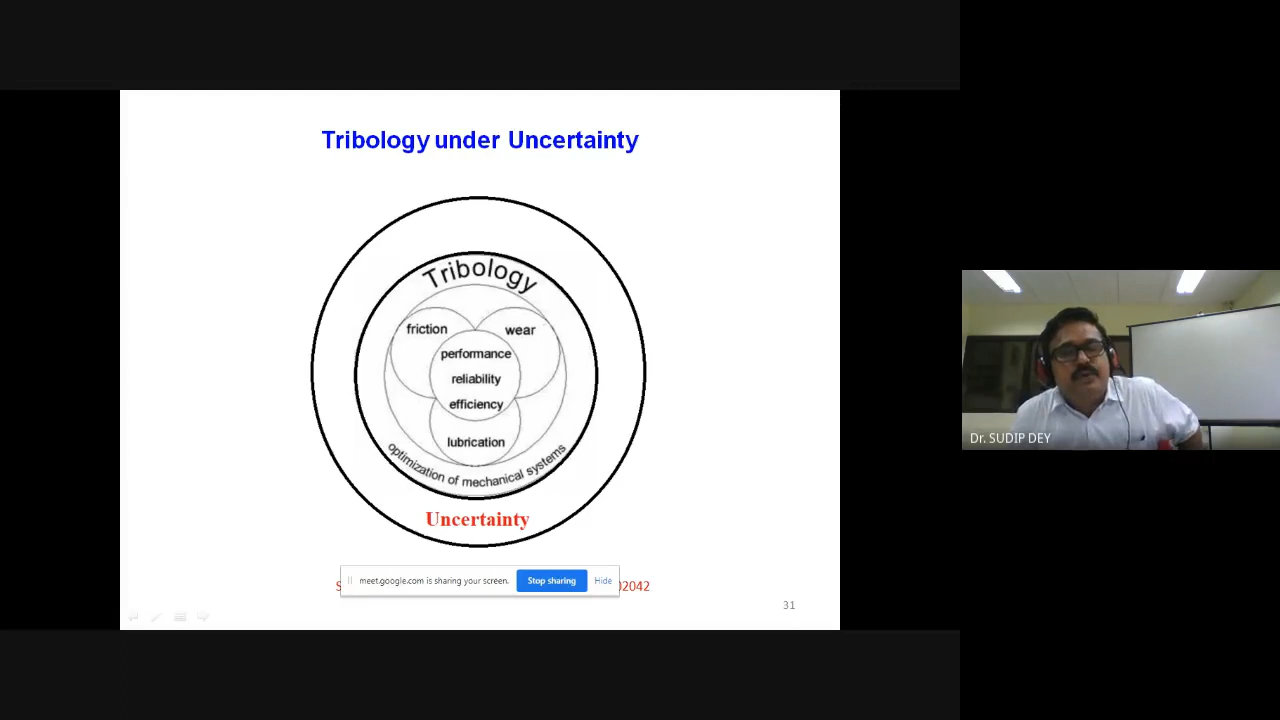 Tribology under Uncertainty
Tribology
friction
wear
performance
reliability
efficiency
lubrication
optimization of mechanical systems
Uncertainty
meet.google.com is sharing your screen.
Stop sharing
Hide
31
Dr. SUDIP DEY